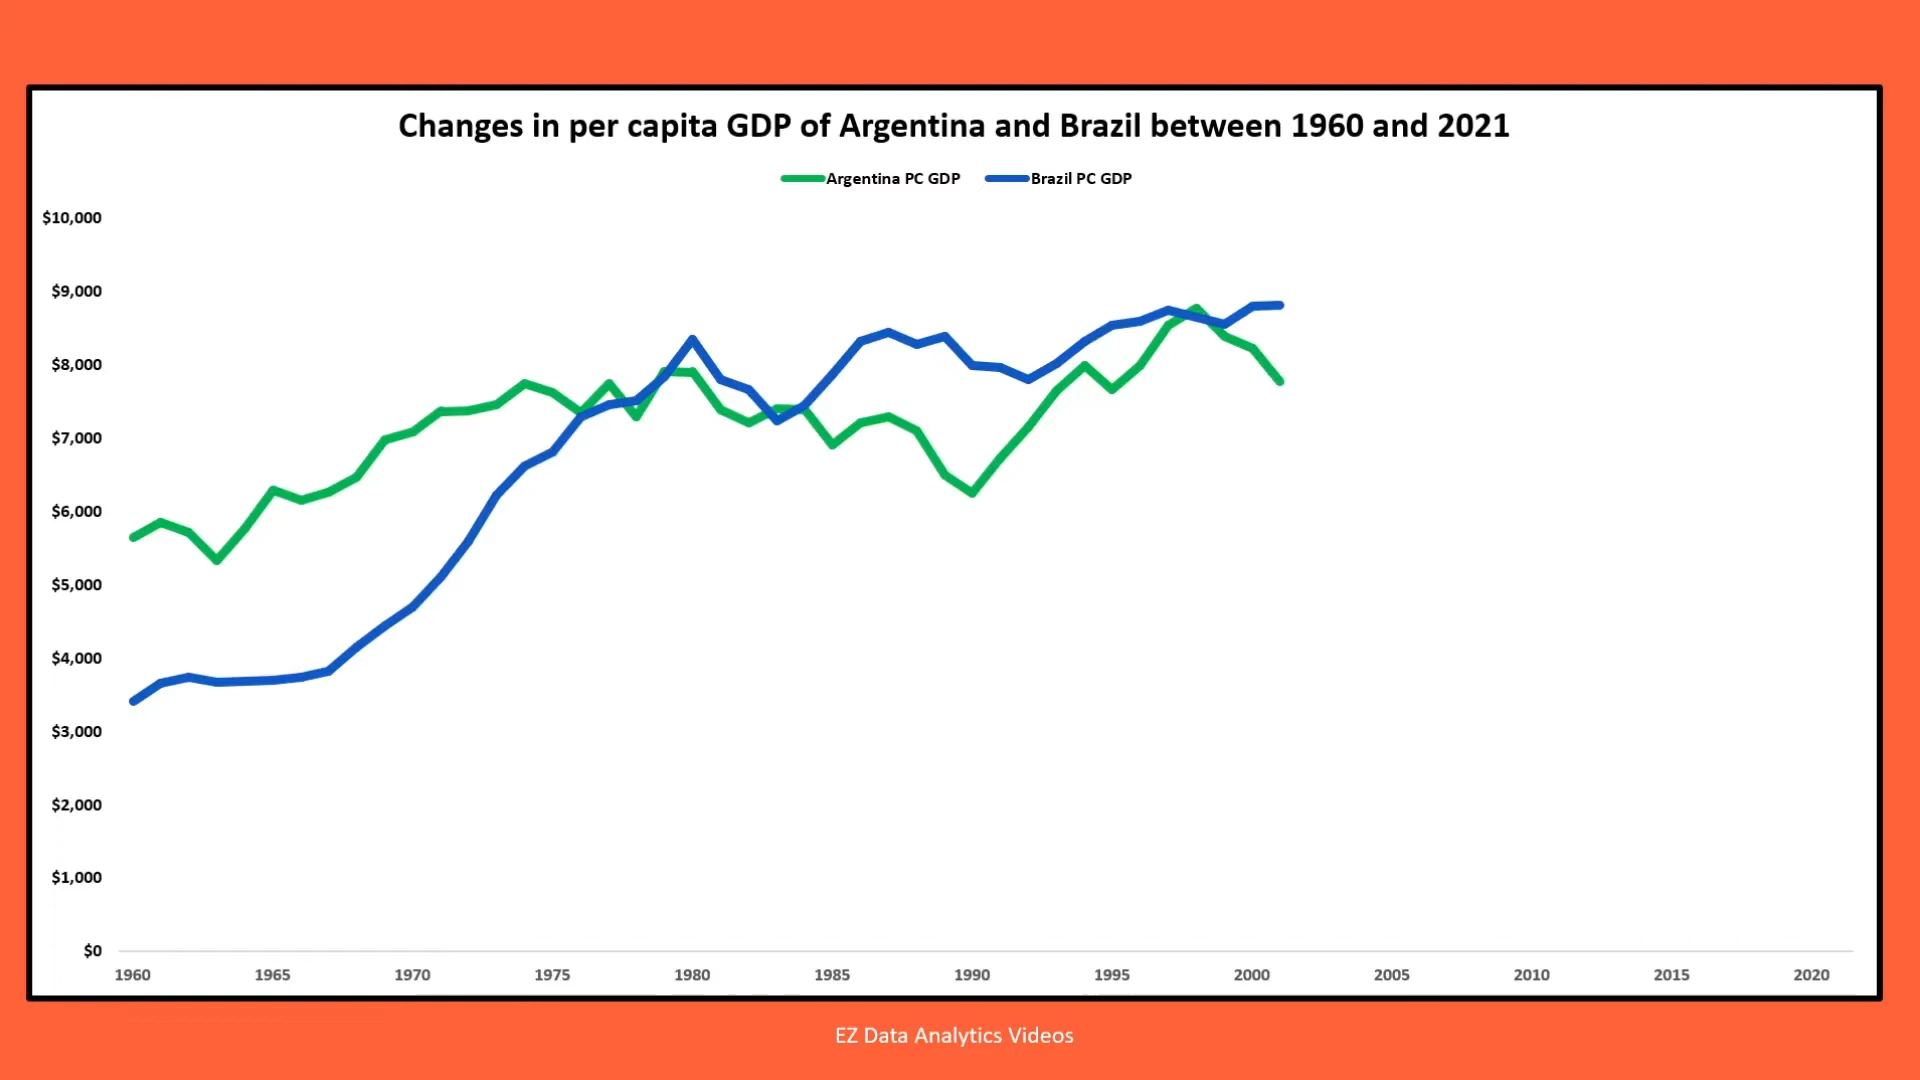 Changes in per capita GDP of Argentina and Brazil between 1960 and 2021
Argentina PC GDP Brazil PC GDP
$10,000
$9,000
$8,000
$7,000
$6,000
$5,000
$4,000
$3,000
$2,000
$1,000
$0
1960 1965 1970 1975 1980 1985 1990 1995 2000 2005 2010 2015 2020
EZ Data Analytics Videos